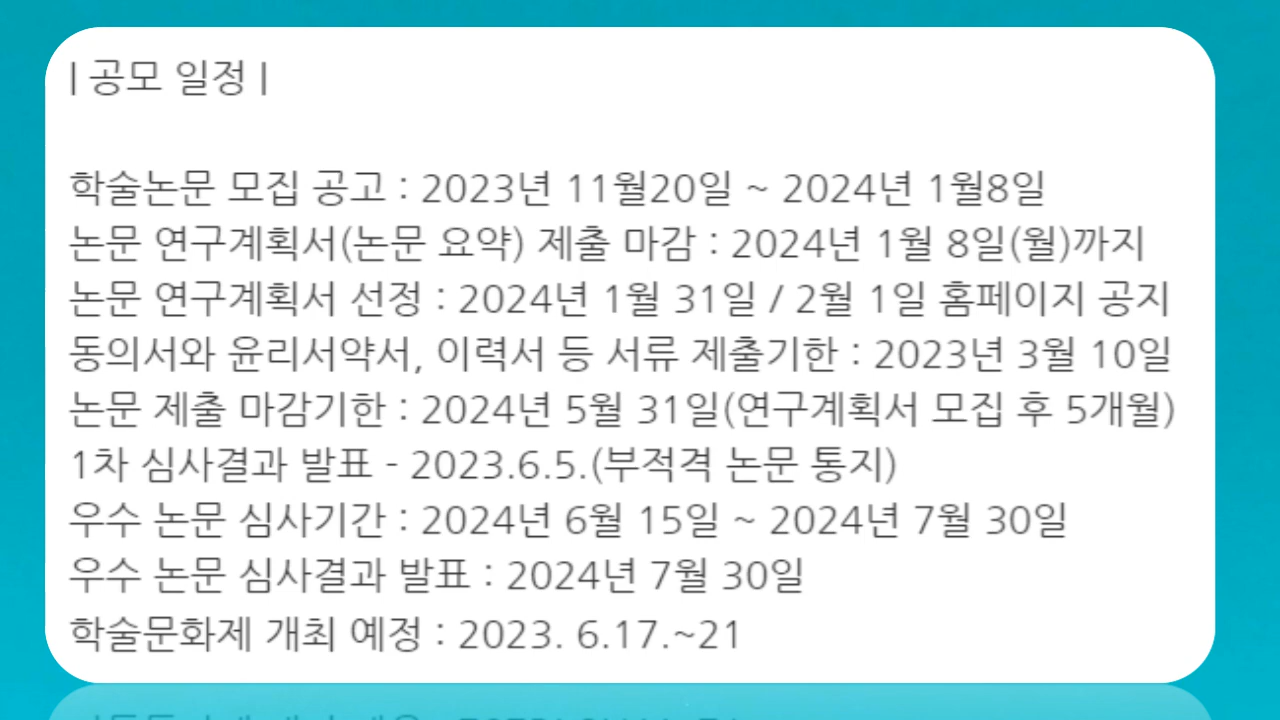 | 공모 일정 |
학술논문 모집 공고 : 2023년 11월20일 ~ 2024년 1월8일
논문 연구계획서(논문 요약) 제출 마감 : 2024년 1월 8일(월)까지
논문 연구계획서 선정 : 2024년 1월 31일 / 2월 1일 홈페이지 공지
동의서와 윤리서약서, 이력서 등 서류 제출기한 : 2023년 3월 10일
논문 제출 마감기한 : 2024년 5월 31일(연구계획서 모집 후 5개월)
1차 심사결과 발표 - 2023.6.5.(부적격 논문 통지)
우수 논문 심사기간 : 2024년 6월 15일 ~ 2024년 7월 30일
우수 논문 심사결과 발표 : 2024년 7월 30일
학술문화제 개최 예정 : 2023. 6.17.~21